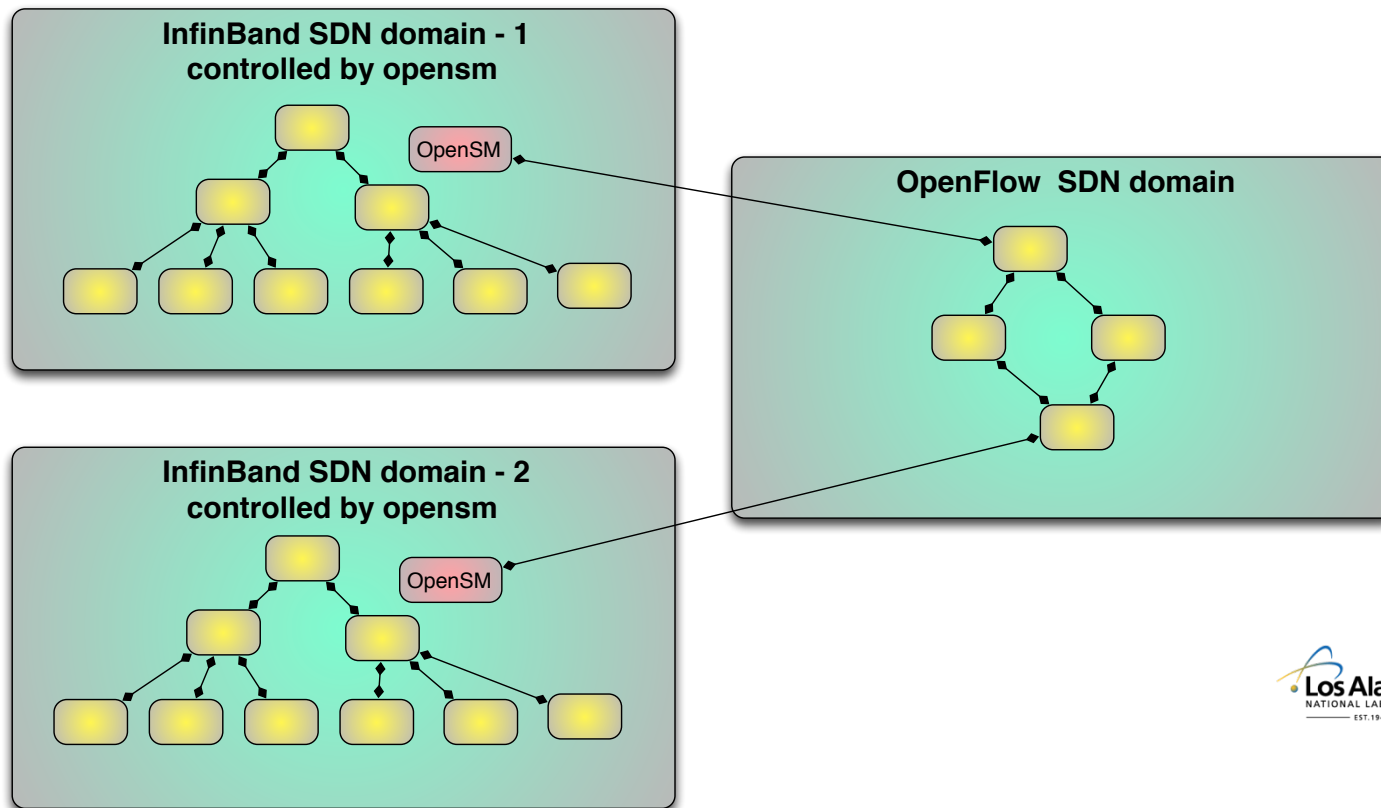 InfinBand SDN domain - 1
controlled by opensm
OpenSM
OpenFlow SDN domain
InfinBand SDN domain - 2
controlled by opensm
OpenSM
Los Ala
NATIONAL LA
EST.19